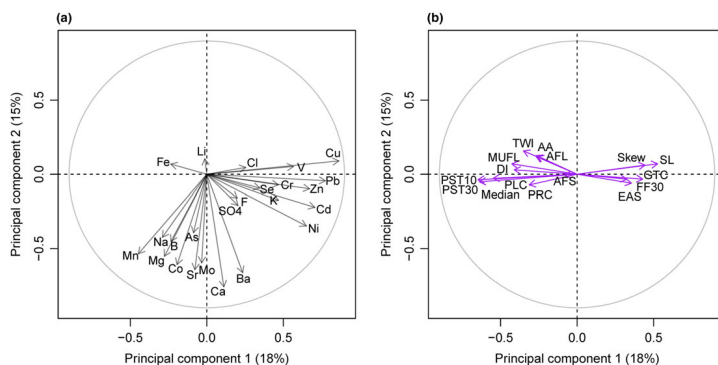 (a)
Principal component 2 (15%)
0.5
0.0
−0.5
−0.5
0.0
0.5
Principal component 1 (18%)
Li
Fe
Cl
V
Cu
Pb
Cr
Zn
Se
K
F
SO4
Cd
Ni
As
Na
B
Mn
Mg
Co
Sr
Mo
Ba
Ca
(b)
Principal component 2 (15%)
0.5
0.0
−0.5
−0.5
0.0
0.5
Principal component 1 (18%)
TWI
AA
MUFL
AFL
DI
Skew
SL
PST10
PLC
AFS
GTC
PST30
FF30
Median
PRC
EAS